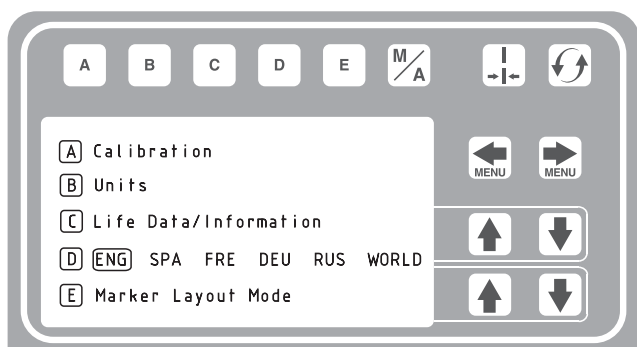 A B C D E M/A
MENU MENU
A Calibration
B Units
C Life Data/Information
D ENG SPA FRE DEU RUS WORLD
E Marker Layout Mode